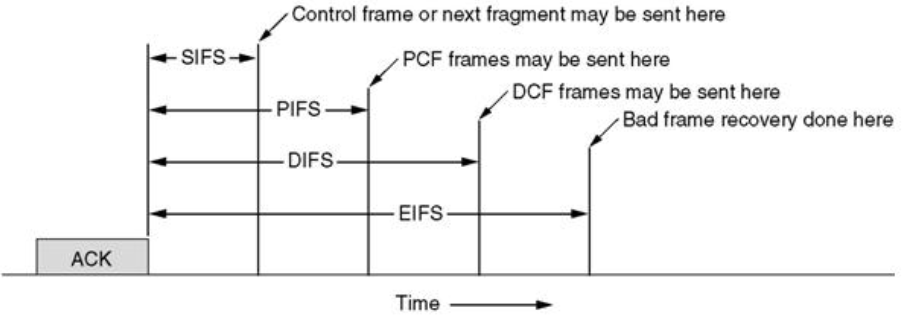 Control frame or next fragment may be sent here
SIFS
PCF frames may be sent here
DCF frames may be sent here
PIFS
Bad frame recovery done here
DIFS
EIFS
ACK
Time